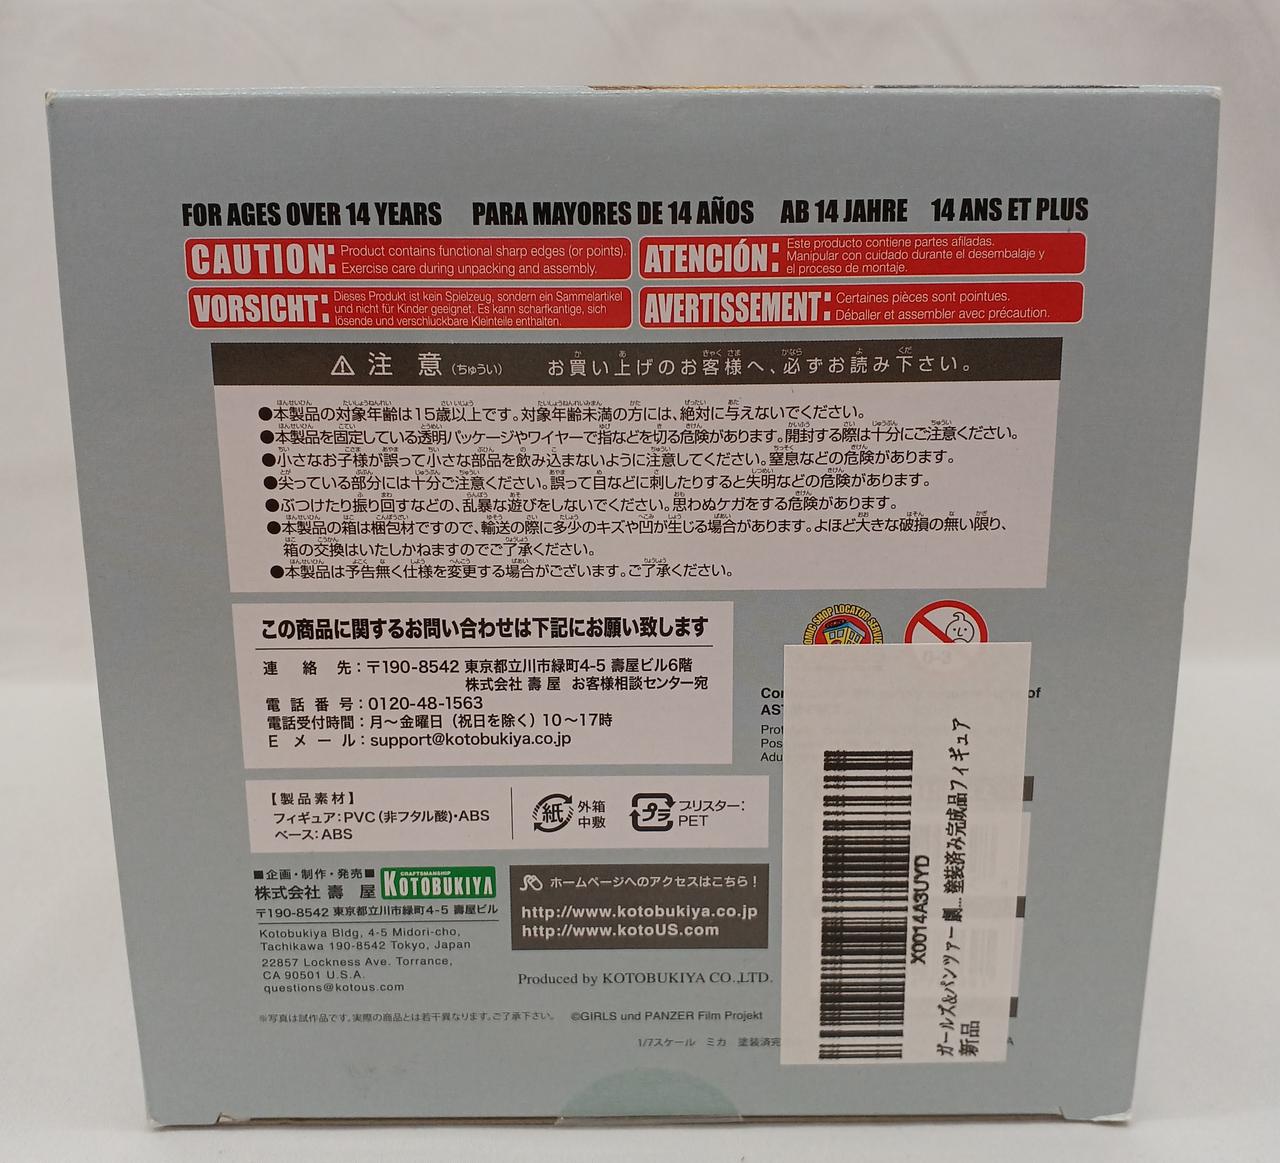 FOR AGES OVER 14 YEARS PARA MAYORES DE 14 AÑOS AB 14 JAHRE 14 ANS ET PLUS
CAUTION: Product contains functional sharp edges (or points).
Exercise care during unpacking and assembly.
ATENCIÓN: Este producto contiene partes afiladas.
Manipular con cuidado durante el desembalaje y
el proceso de montaje.
VORSICHT: Dieses Produkt ist kein Spielzeug, sondern ein Sammelartikel
und nicht für Kinder geeignet. Es kann scharfkantige, sich
lösende und verschluckbare Kleinteile enthalten.
AVERTISSEMENT: Certaines pièces sont pointues.
Déballer et assembler avec précaution.
⚠ 注 意 (ちゅうい) お買い上げのお客様へ、必ずお読み下さい。
●本製品の対象年齢は15歳以上です。対象年齢未満の方には、絶対に与えないでください。
●本製品を固定している透明パッケージやワイヤーで指などを切る危険があります。開封する際は十分にご注意ください。
●小さなお子様が誤って小さな部品を飲み込まないように注意してください。窒息などの危険があります。
●尖っている部分には十分ご注意ください。誤って目などに刺したりすると失明などの危険があります。
●ぶつけたり振り回すなどの、乱暴な遊びをしないでください。思わぬケガをする危険があります。
●本製品の箱は梱包材ですので、輸送の際に多少のキズや凹が生じる場合があります。よほど大きな破損の無い限り、
箱の交換はいたしかねますのでご了承ください。
●本製品は予告無く仕様を変更する場合がございます。ご了承ください。
この商品に関するお問い合わせは下記にお願い致します
連 絡 先：〒190-8542 東京都立川市緑町4-5 壽屋ビル6階
株式会社 壽 屋 お客様相談センター宛
電 話 番 号：0120-48-1563
電話受付時間：月～金曜日（祝日を除く）10～17時
E メ ー ル：support@kotobukiya.co.jp
COMIC SHOP LOCATOR SERVICE
0-3
Con
of
AST
Pos
Adu
【製品素材】
フィギュア：PVC（非フタル酸）・ABS
ベース：ABS
紙 外箱
中敷
プラ ブリスター：
PET
■企画・制作・発売■
株式会社 壽 屋
CRAFTSMANSHIP
KOTOBUKIYA
〒190-8542 東京都立川市緑町4-5 壽屋ビル
Kotobukiya Bldg, 4-5 Midori-cho,
Tachikawa 190-8542 Tokyo, Japan
22857 Lockness Ave. Torrance,
CA 90501 U.S.A.
questions@kotous.com
ホームページへのアクセスはこちら！
http://www.kotobukiya.co.jp
http://www.kotoUS.com
Produced by KOTOBUKIYA CO.,LTD.
※写真は試作品です。実際の商品とは若干異なります。ご了承下さい。 ©GIRLS und PANZER Film Projekt
1/7スケール ミカ 塗装済完
X0014A3UYD
ガールズ&パンツァー 劇... 塗装済み完成品フィギュア
新品